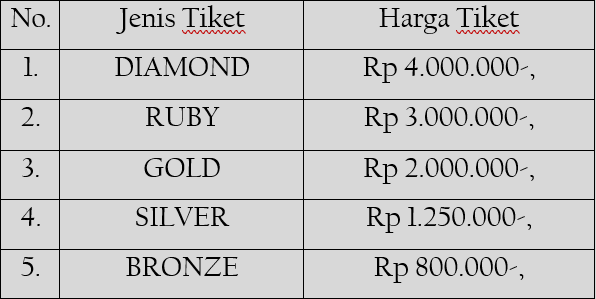 No. Jenis Tiket Harga Tiket
1. DIAMOND Rp 4.000.000-,
2. RUBY Rp 3.000.000-,
3. GOLD Rp 2.000.000-,
4. SILVER Rp 1.250.000-,
5. BRONZE Rp 800.000-,